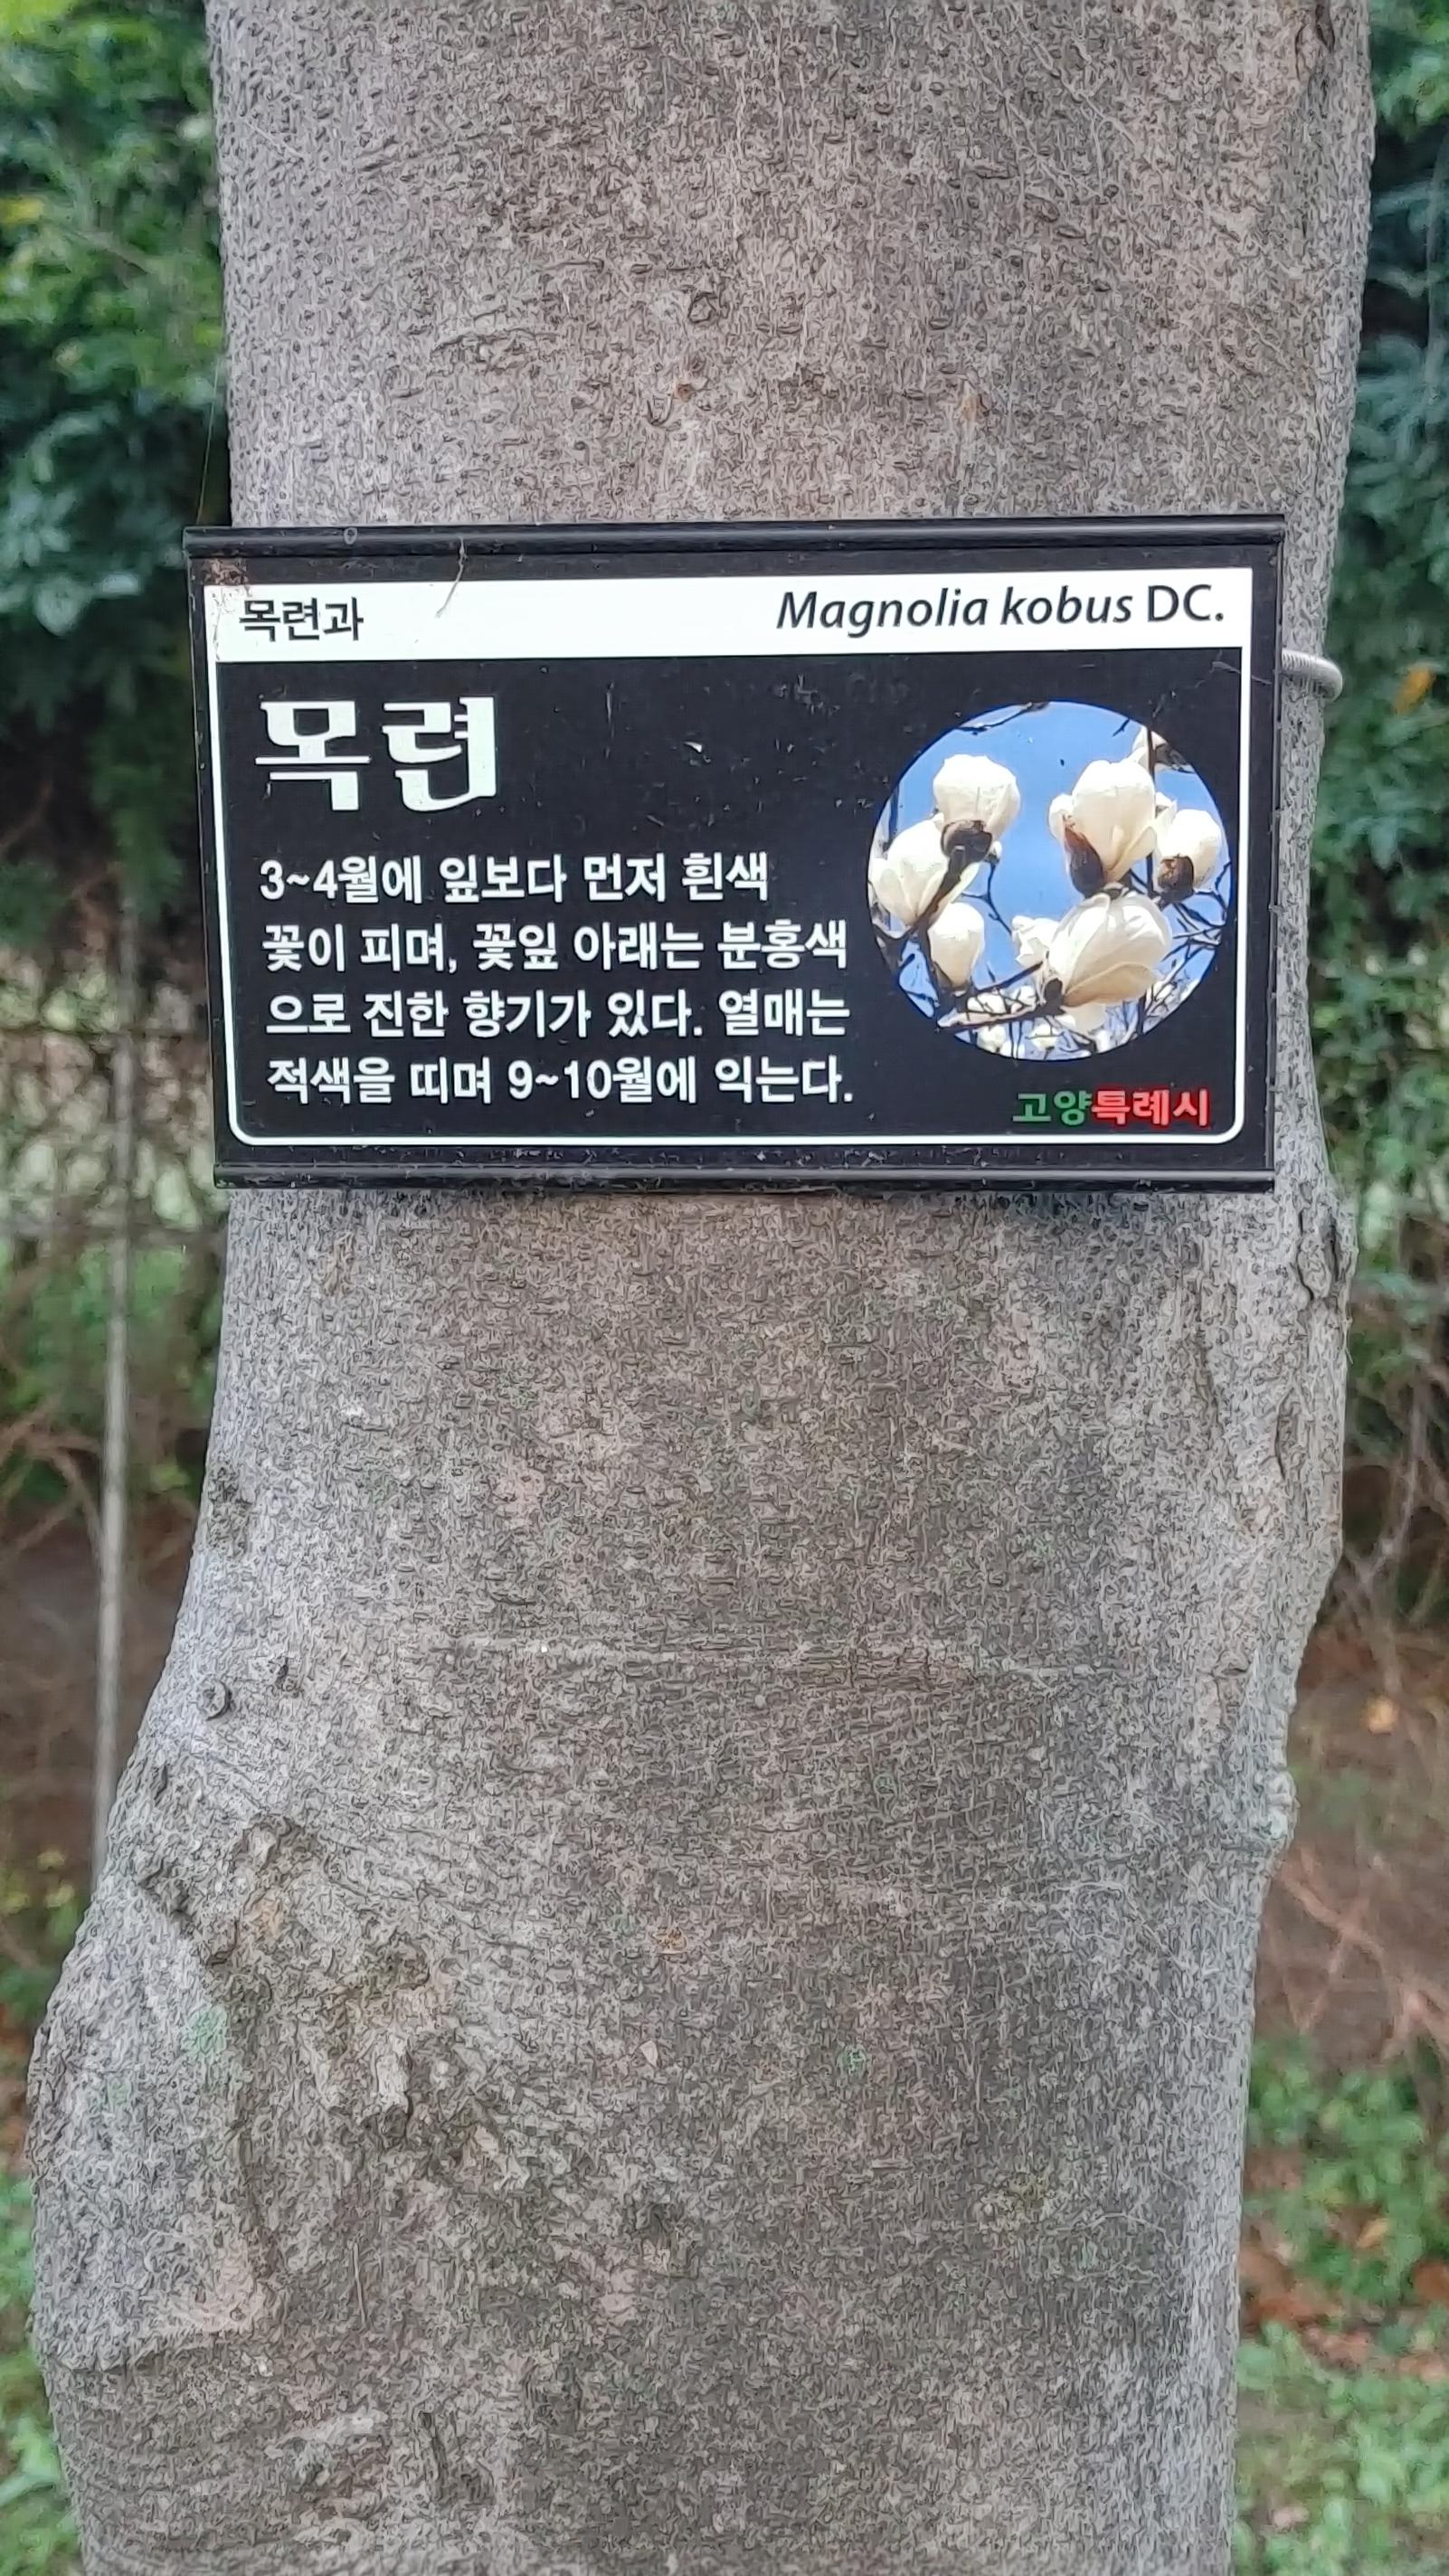 목련과
Magnolia kobus DC.
목련
3~4월에 잎보다 먼저 흰색
꽃이 피며, 꽃잎 아래는 분홍색
으로 진한 향기가 있다. 열매는
적색을 띠며 9~10월에 익는다.
고양특례시